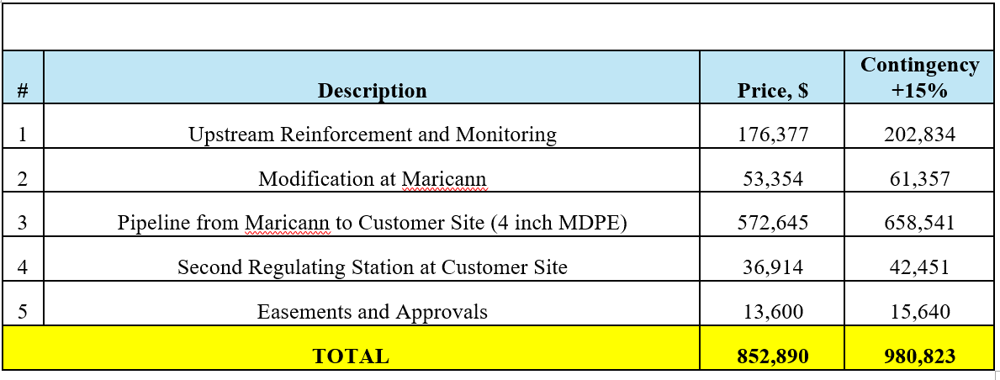 # Description Price, $ Contingency +15%
1 Upstream Reinforcement and Monitoring 176,377 202,834
2 Modification at Maricann 53,354 61,357
3 Pipeline from Maricann to Customer Site (4 inch MDPE) 572,645 658,541
4 Second Regulating Station at Customer Site 36,914 42,451
5 Easements and Approvals 13,600 15,640
TOTAL 852,890 980,823